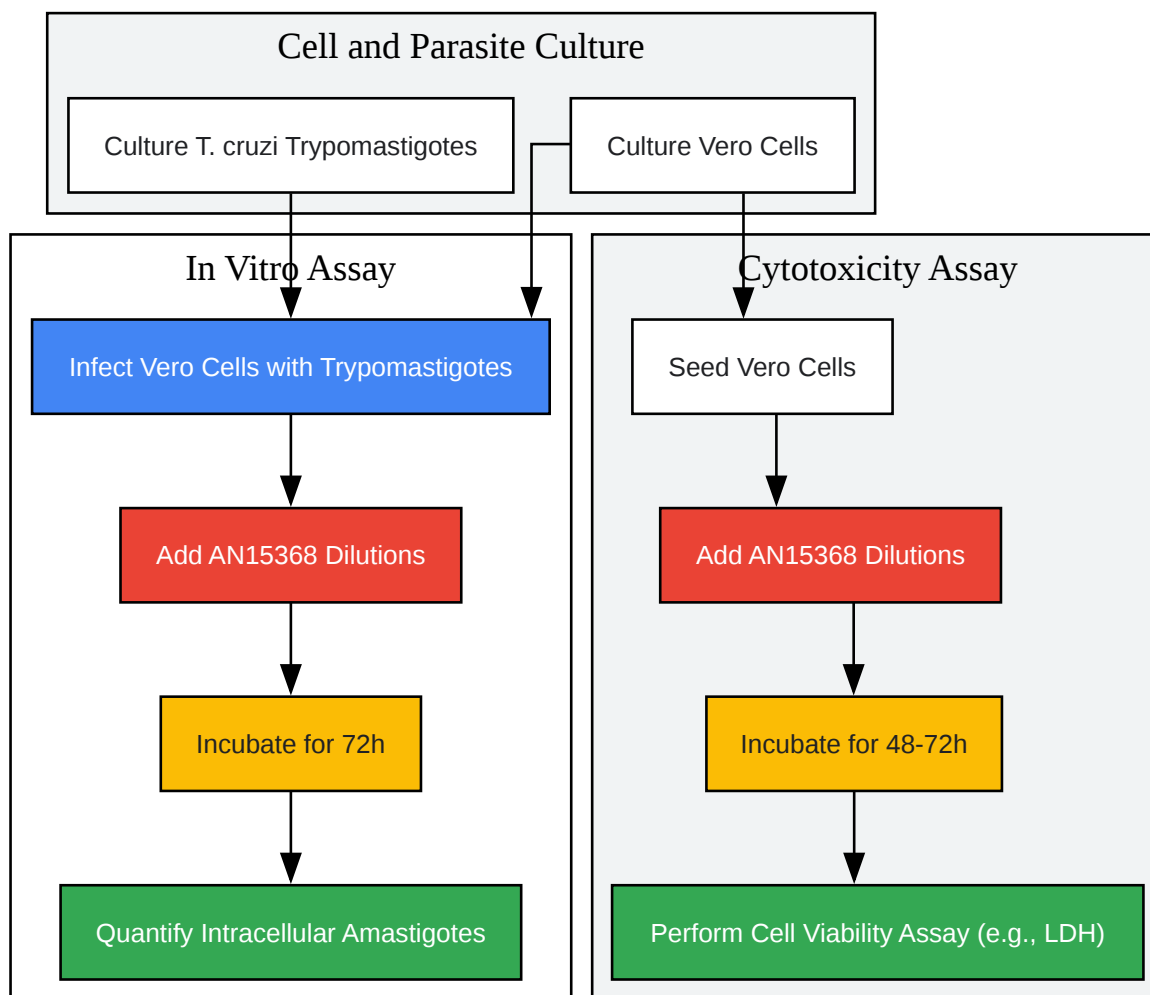 Cell and Parasite Culture
Culture T. cruzi Trypomastigotes
Culture Vero Cells
In Vitro Assay
Infect Vero Cells with Trypomastigotes
Add AN15368 Dilutions
Incubate for 72h
Quantify Intracellular Amastigotes
Cytotoxicity Assay
Seed Vero Cells
Add AN15368 Dilutions
Incubate for 48-72h
Perform Cell Viability Assay (e.g., LDH)